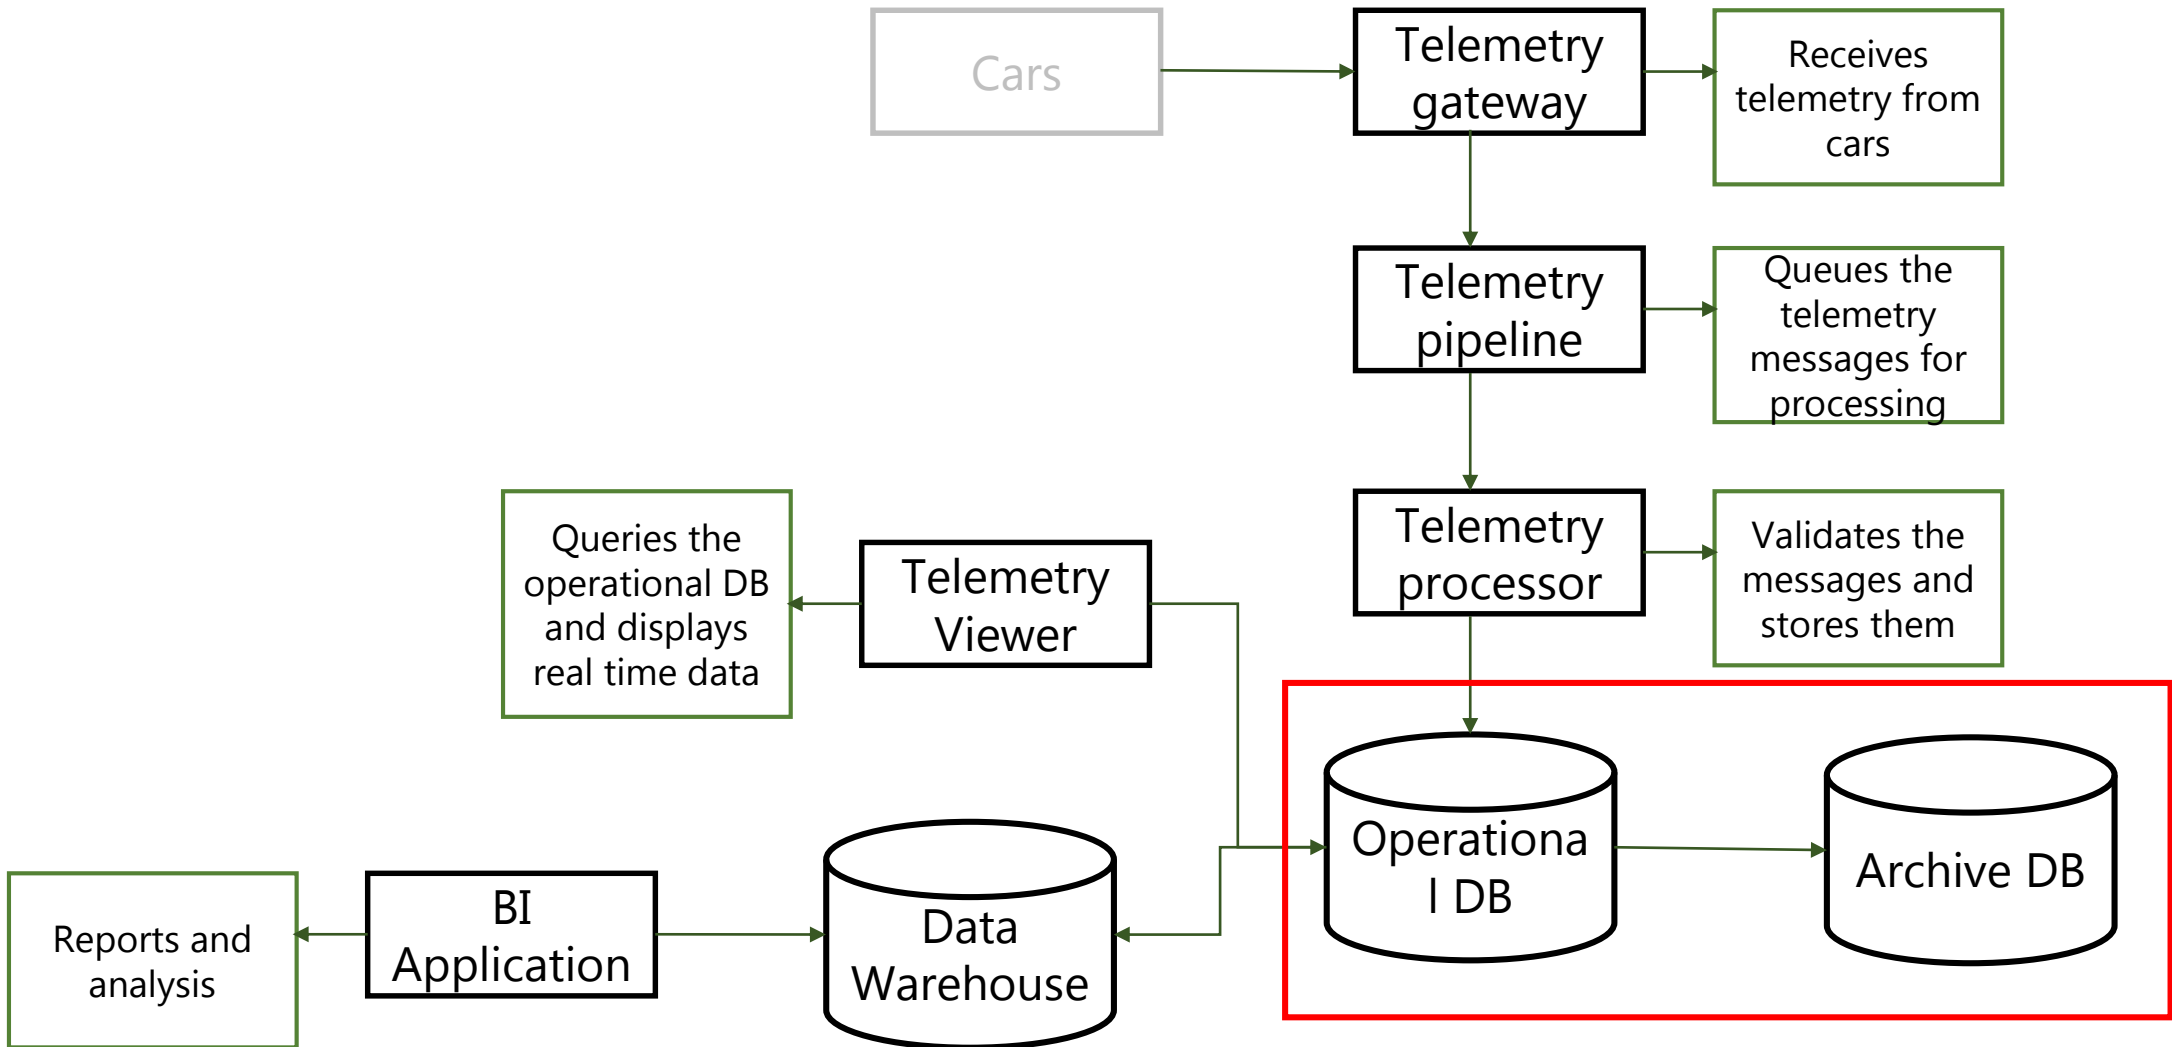 Cars
Telemetry
gateway
Receives
telemetry from
cars
Telemetry
pipeline
Queues the
telemetry
messages for
processing
Queries the
operational DB
and displays
real time data
Telemetry
Viewer
Telemetry
processor
Validates the
messages and
stores them
Reports and
analysis
BI
Application
Data
Warehouse
Operationa
l DB
Archive DB